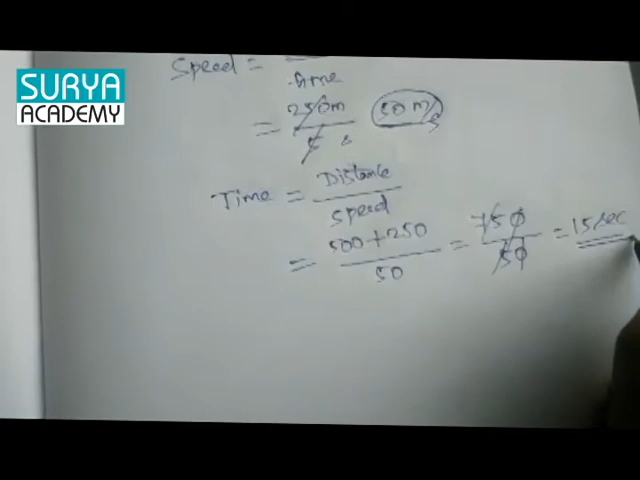 SURYA
ACADEMY
Speed =
time
= 250m / 5 s 50 m/s
Time = Distance / Speed
= 500+250 / 50 = 750 / 50 = 15 sec